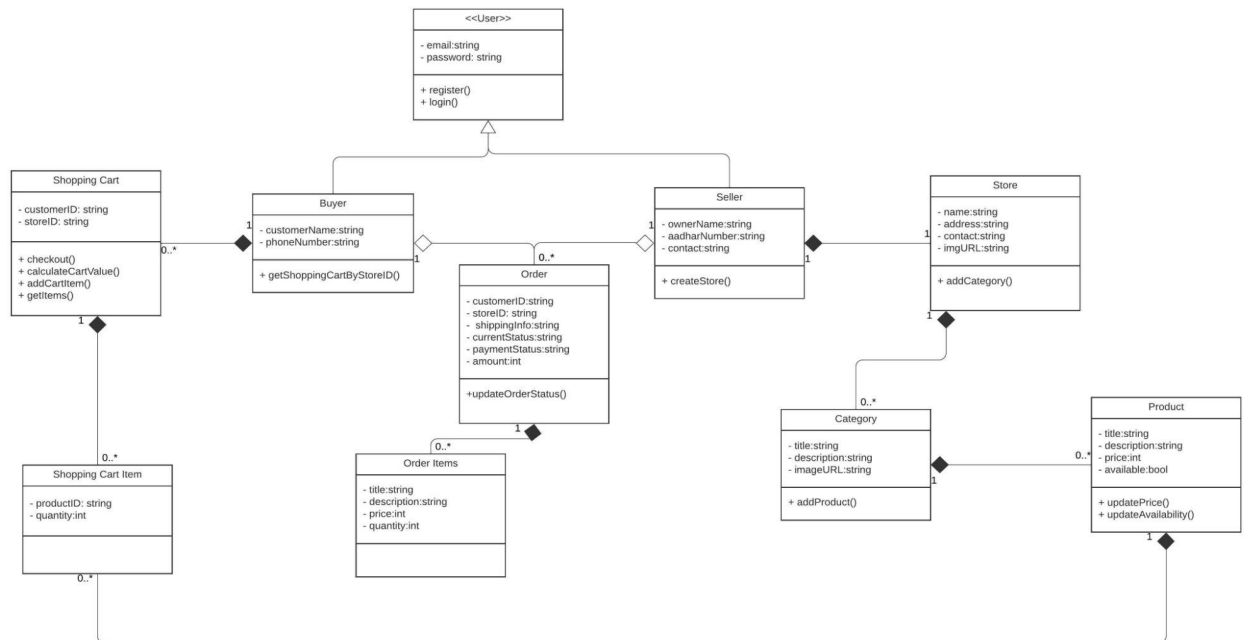 <<User>>
- email:string
- password: string
+ register()
+ login()
Shopping Cart
- customerID: string
- storeID: string
+ checkout()
+ calculateCartValue()
+ addCartItem()
+ getItems()
0..*
1
Buyer
- customerName:string
- phoneNumber:string
+ getShoppingCartByStoreID()
1
1
Order
0..*
- customerID:string
- storeID: string
- shippingInfo:string
- currentStatus:string
- paymentStatus:string
- amount:int
+updateOrderStatus()
1
Seller
- ownerName:string
- aadharNumber:string
- contact:string
+ createStore()
1
1
1
Store
- name:string
- address:string
- contact:string
- imgURL:string
+ addCategory()
1
0..*
Category
- title:string
- description:string
- imageURL:string
+ addProduct()
1
0..*
Product
- title:string
- description:string
- price:int
- available:bool
+ updatePrice()
+ updateAvailability()
1
0..*
Order Items
- title:string
- description:string
- price:int
- quantity:int
0..*
Shopping Cart Item
- productID: string
- quantity:int
0..*